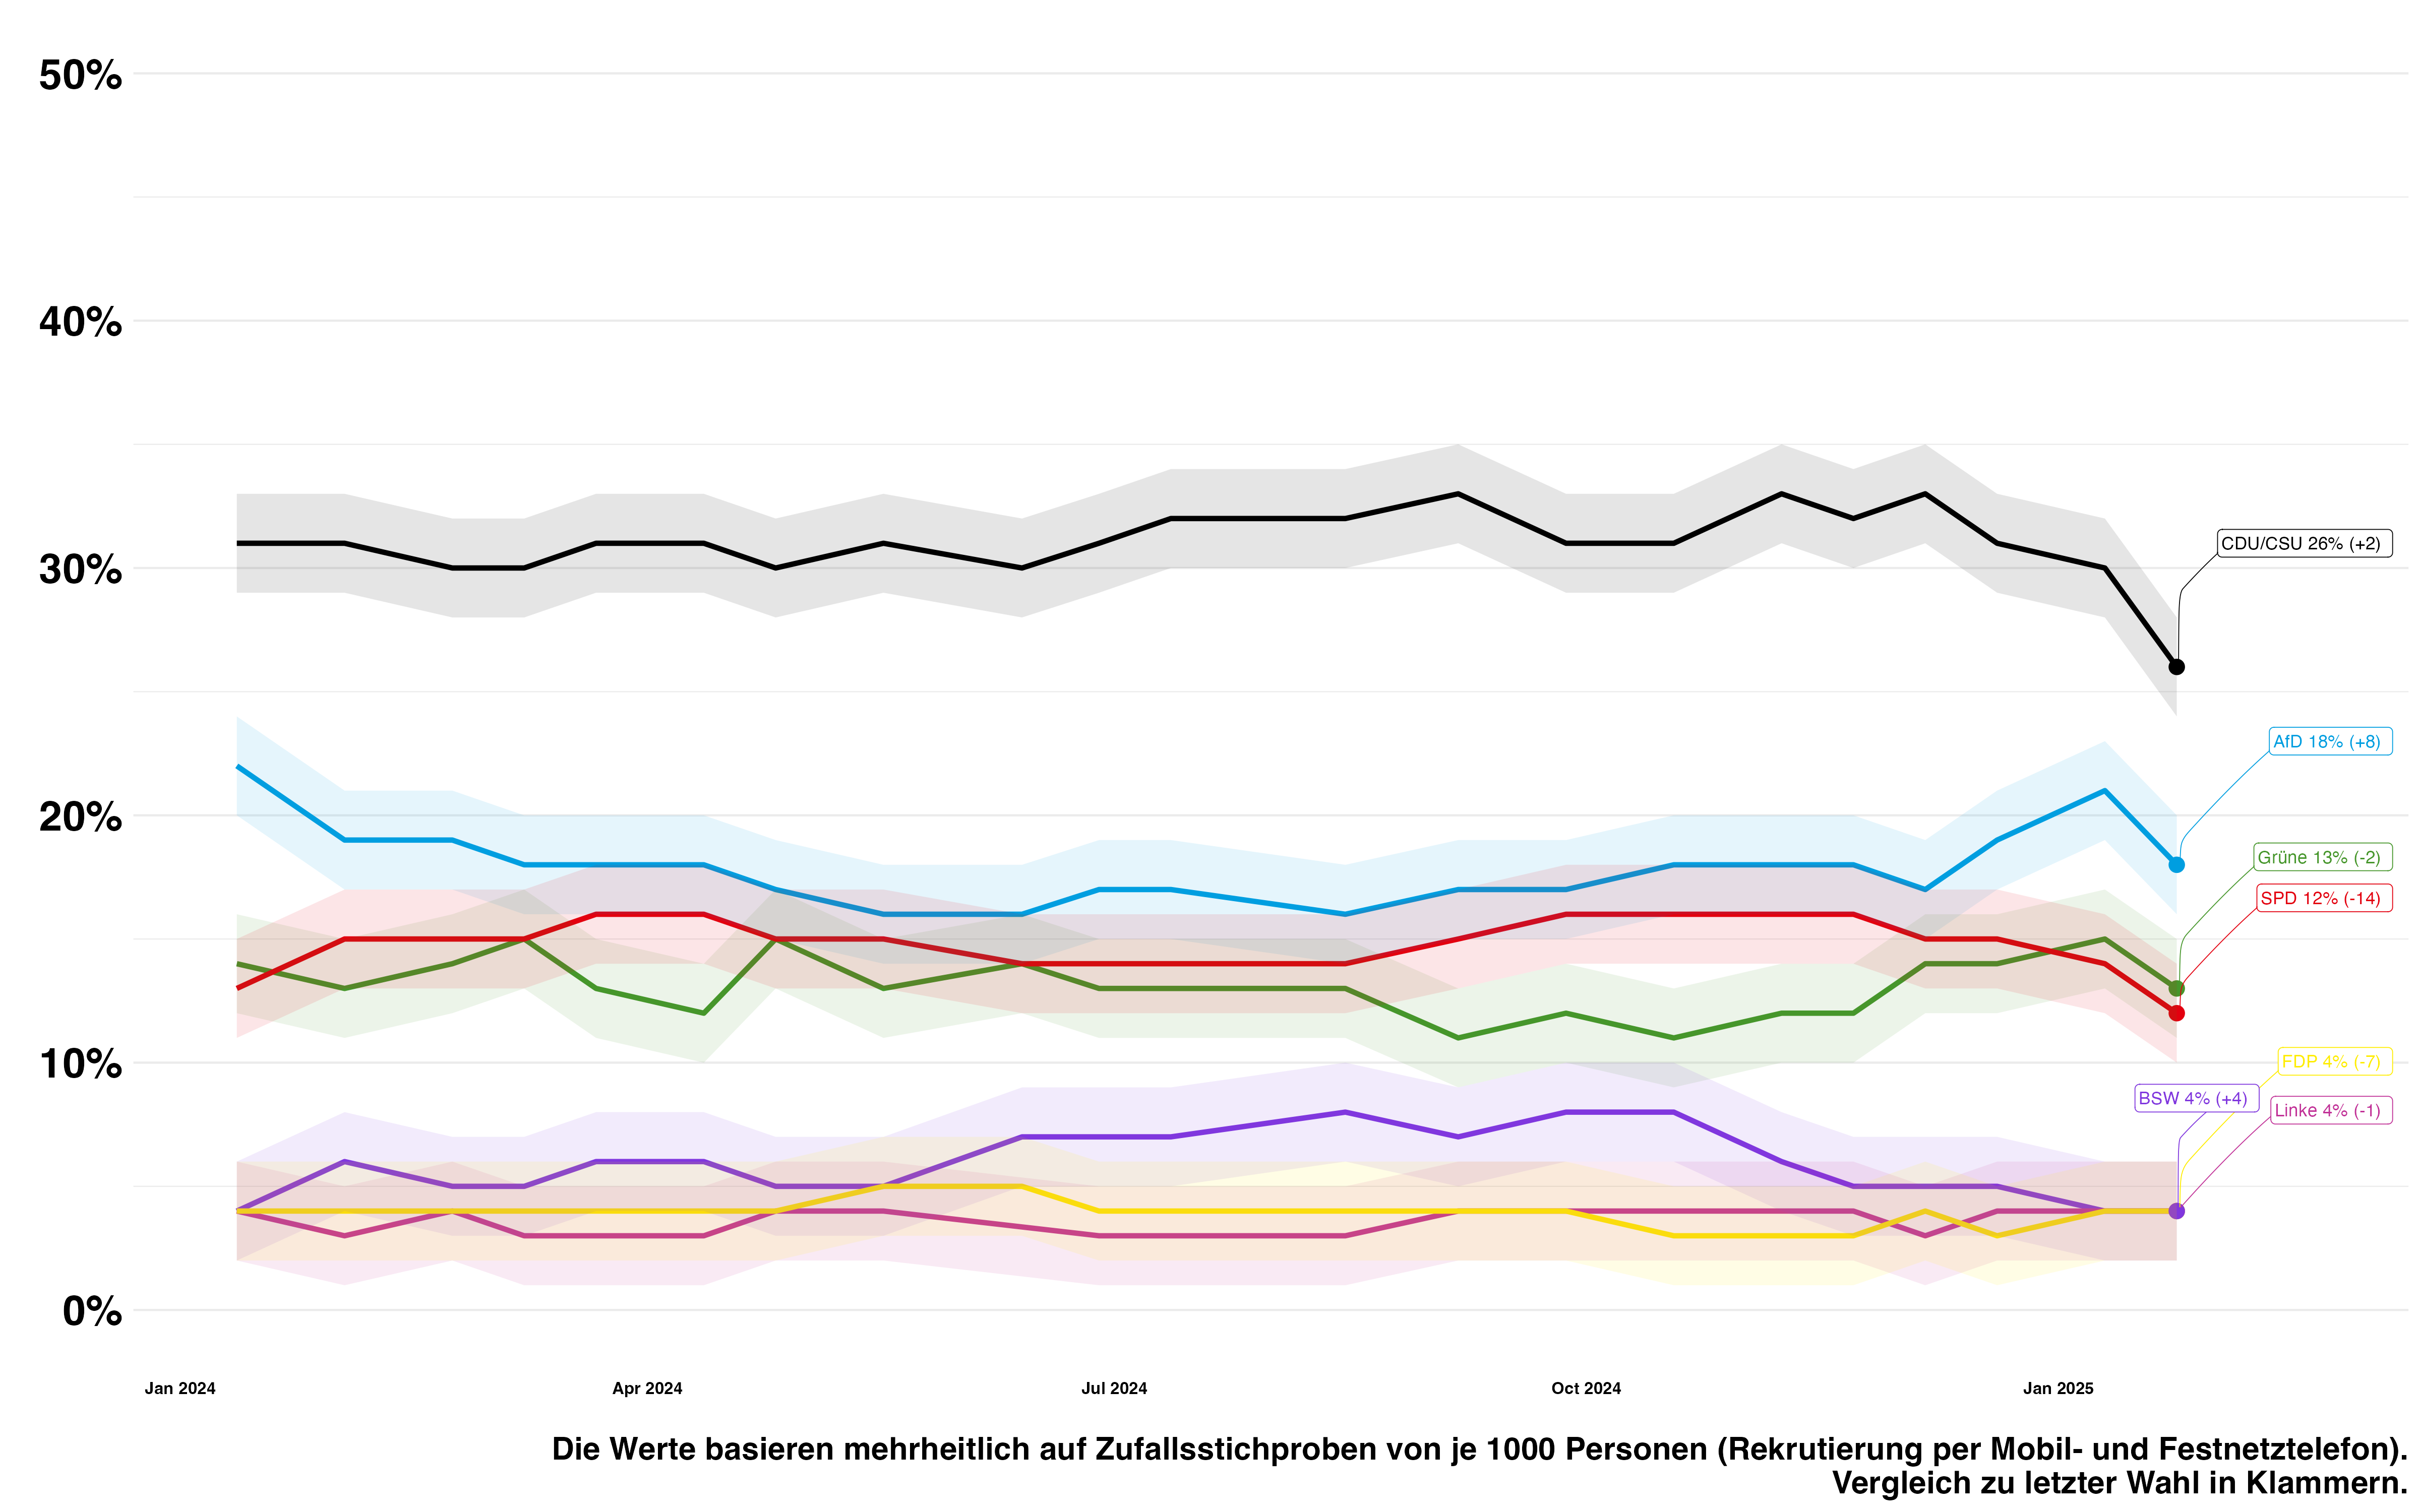 50%
40%
30%
20%
10%
0%
CDU/CSU 26% (+2)
AfD 18% (+8)
Grüne 13% (-2)
SPD 12% (-14)
FDP 4% (-7)
BSW 4% (+4)
Linke 4% (-1)
Jan 2024
Apr 2024
Jul 2024
Oct 2024
Jan 2025
Die Werte basieren mehrheitlich auf Zufallsstichproben von je 1000 Personen (Rekrutierung per Mobil- und Festnetztelefon).
Vergleich zu letzter Wahl in Klammern.